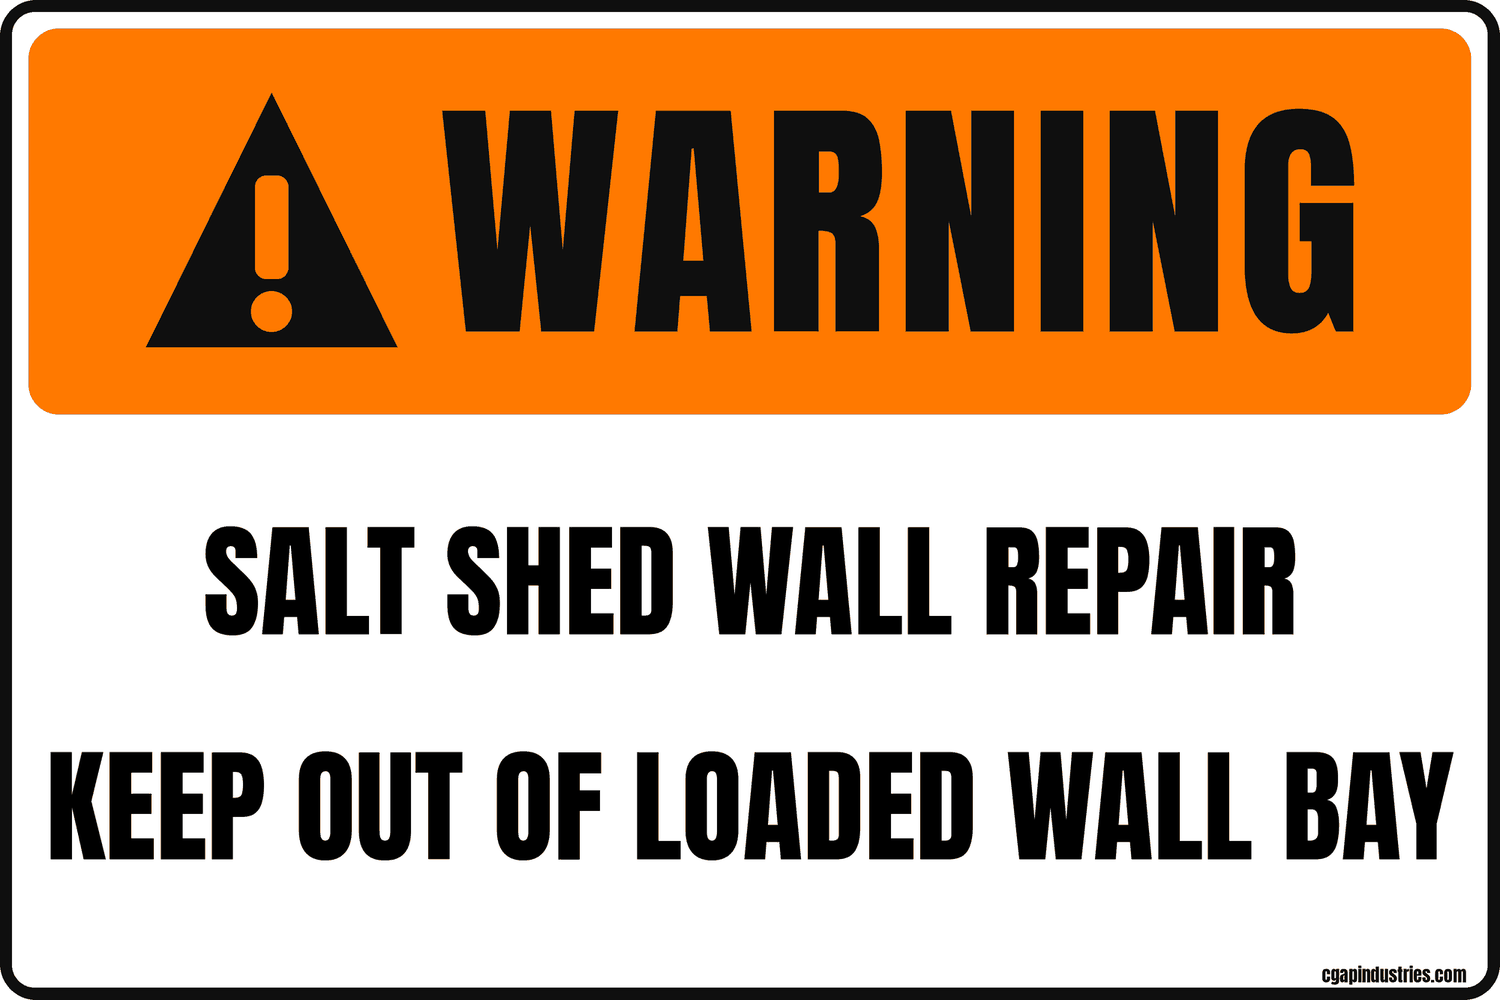 WARNING
SALT SHED WALL REPAIR
KEEP OUT OF LOADED WALL BAY
cgapindustries.com